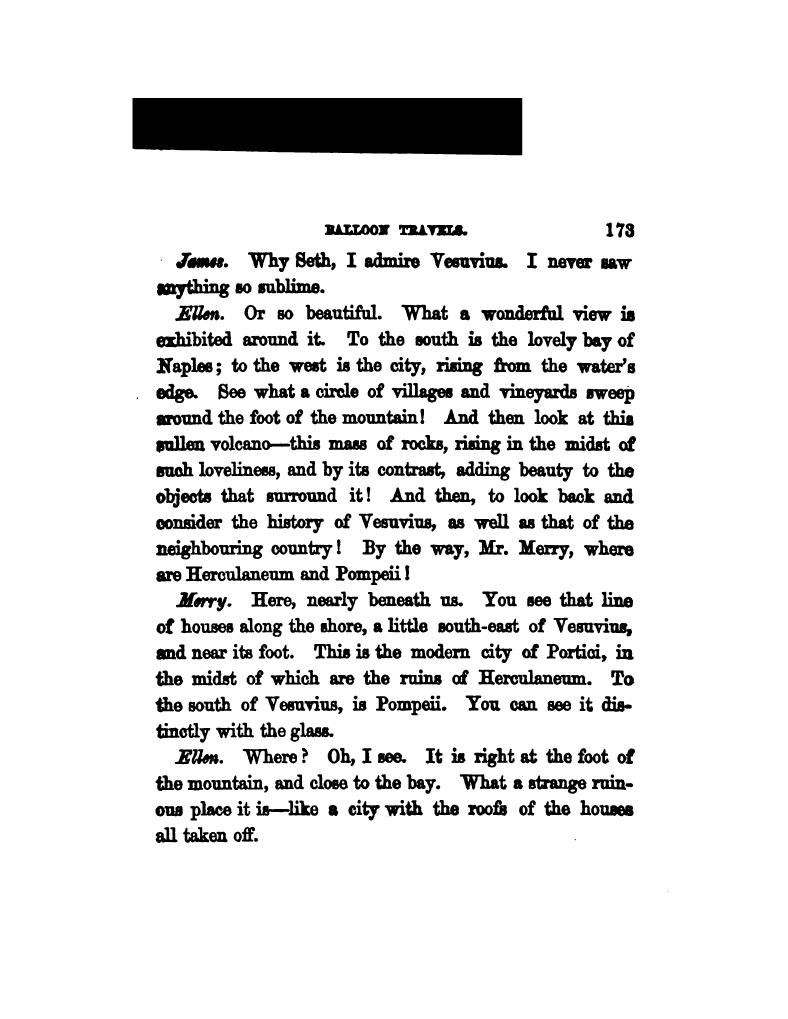 BALLOON TRAVELS. 173
James. Why Seth, I admire Vesuvius. I never saw
anything so sublime.
Ellen. Or so beautiful. What a wonderful view is
exhibited around it. To the south is the lovely bay of
Naples; to the west is the city, rising from the water's
edge. See what a circle of villages and vineyards sweep
around the foot of the mountain! And then look at this
sullen volcano—this mass of rocks, rising in the midst of
such loveliness, and by its contrast, adding beauty to the
objects that surround it! And then, to look back and
consider the history of Vesuvius, as well as that of the
neighbouring country! By the way, Mr. Merry, where
are Herculaneum and Pompeii!
Merry. Here, nearly beneath us. You see that line
of houses along the shore, a little south-east of Vesuvius,
and near its foot. This is the modern city of Portici, in
the midst of which are the ruins of Herculaneum. To
the south of Vesuvius, is Pompeii. You can see it dis-
tinctly with the glass.
Ellen. Where? Oh, I see. It is right at the foot of
the mountain, and close to the bay. What a strange ruin-
ous place it is—like a city with the roofs of the houses
all taken off.